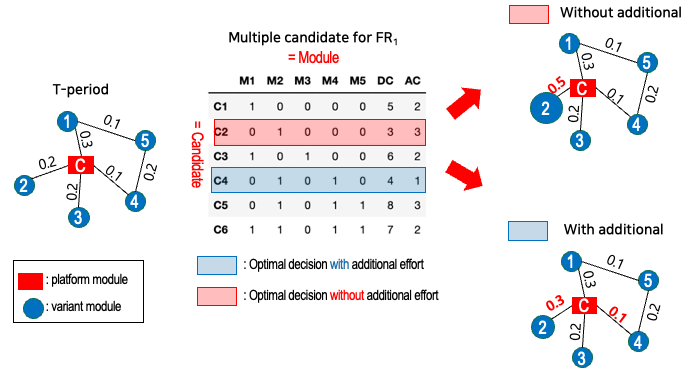 T-period
1
0.1
5
0.3
0.2
C
0.1
0.2
2
0.2
4
3
: platform module
: variant module
Multiple candidate for FR1
= Module
= Candidate
M1 M2 M3 M4 M5 DC AC
C1 1 0 0 0 0 5 2
C2 0 1 0 0 0 3 3
C3 1 0 1 0 0 6 2
C4 0 1 0 1 0 4 1
C5 0 1 0 1 1 8 3
C6 1 0 1 1 1 7 2
: Optimal decision with additional effort
: Optimal decision without additional effort
Without additional
1
0.1
5
0.3
0.5
C
0.1
0.2
2
0.2
4
3
With additional
1
0.1
5
0.3
0.3
C
0.1
0.2
2
0.2
4
3